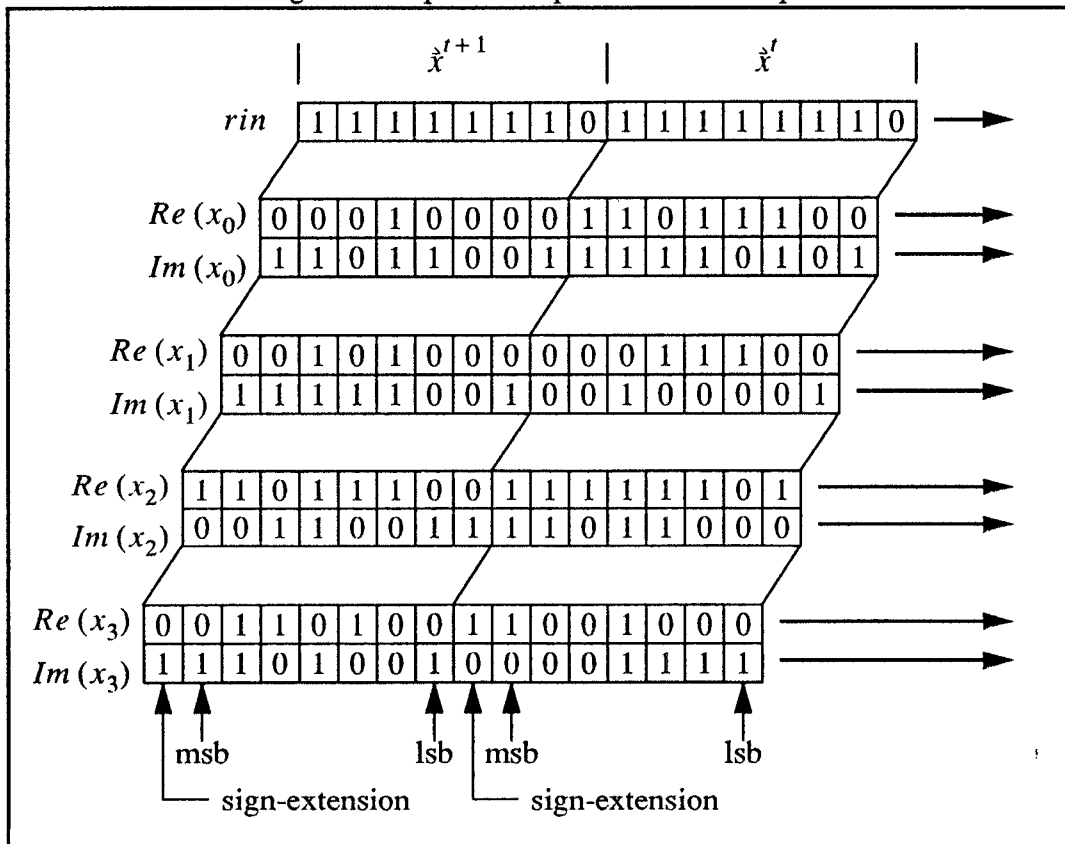 x^{t+1} x^t
rin 1 1 1 1 1 1 1 0 1 1 1 1 1 1 1 0
Re(x_0) 0 0 0 1 0 0 0 0 1 1 0 1 1 1 0 0
Im(x_0) 1 1 0 1 1 0 0 1 1 1 1 1 0 1 0 1
Re(x_1) 0 0 1 0 1 0 0 0 0 0 0 1 1 1 0 0
Im(x_1) 1 1 1 1 1 0 0 1 0 0 1 0 0 0 0 1
Re(x_2) 1 1 0 1 1 1 0 0 1 1 1 1 1 1 0 1
Im(x_2) 0 0 1 1 0 0 1 1 1 1 0 1 1 0 0 0
Re(x_3) 0 0 1 1 0 1 0 0 1 1 0 0 1 0 0 0
Im(x_3) 1 1 1 0 1 0 0 1 0 0 0 0 1 1 1 1
msb lsb msb lsb
sign-extension sign-extension